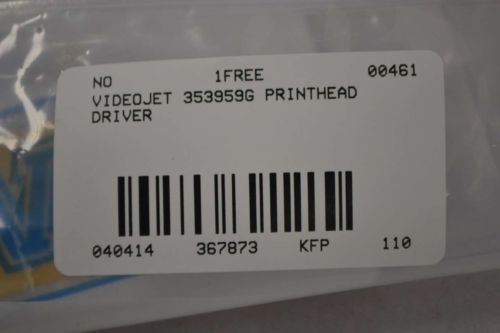 NO 1FREE 00461
VIDEOJET 353959G PRINTHEAD
DRIVER
040414 367873 KFP 110